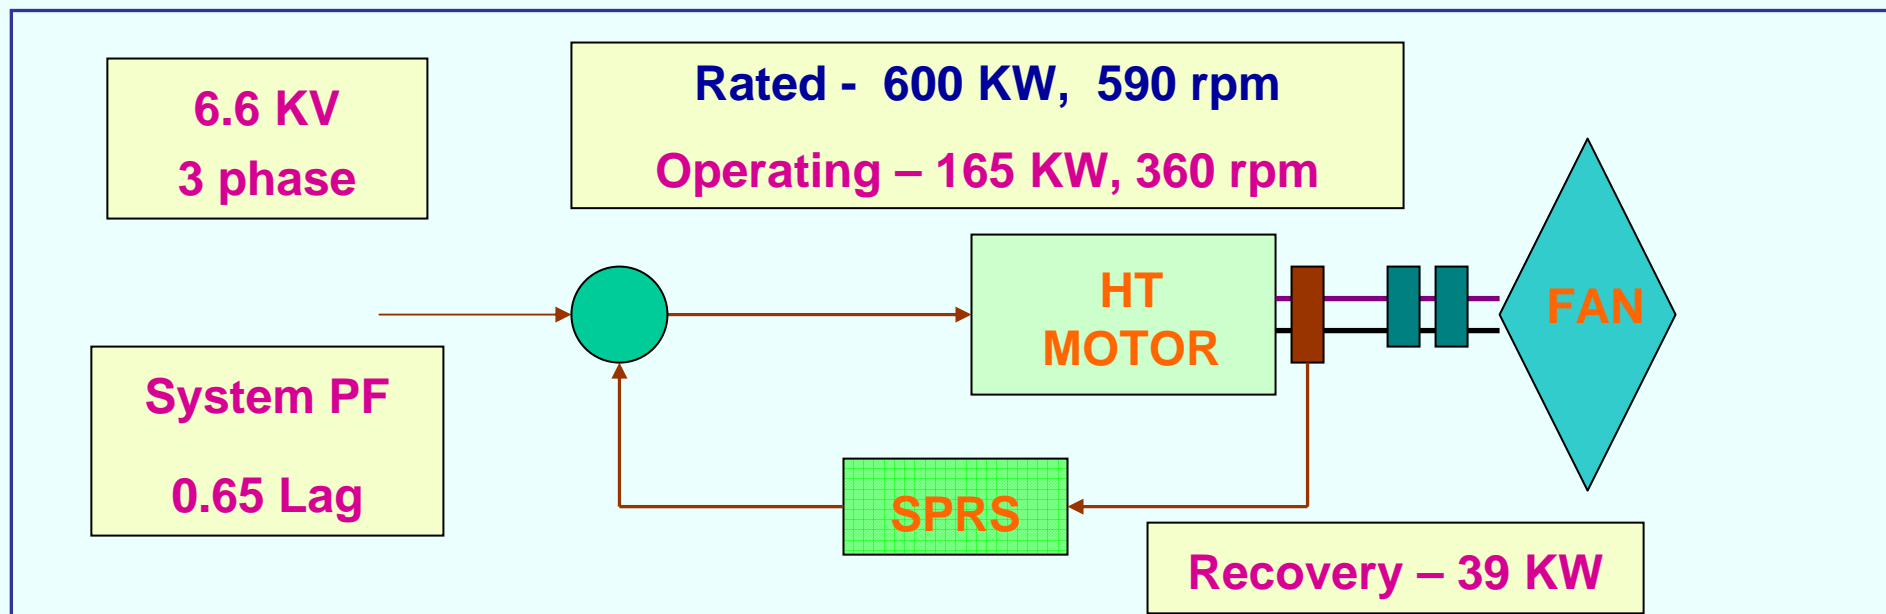 6.6 KV
3 phase
Rated -  600 KW,  590 rpm
Operating – 165 KW, 360 rpm
HT
MOTOR
FAN
System PF
0.65 Lag
SPRS
Recovery – 39 KW